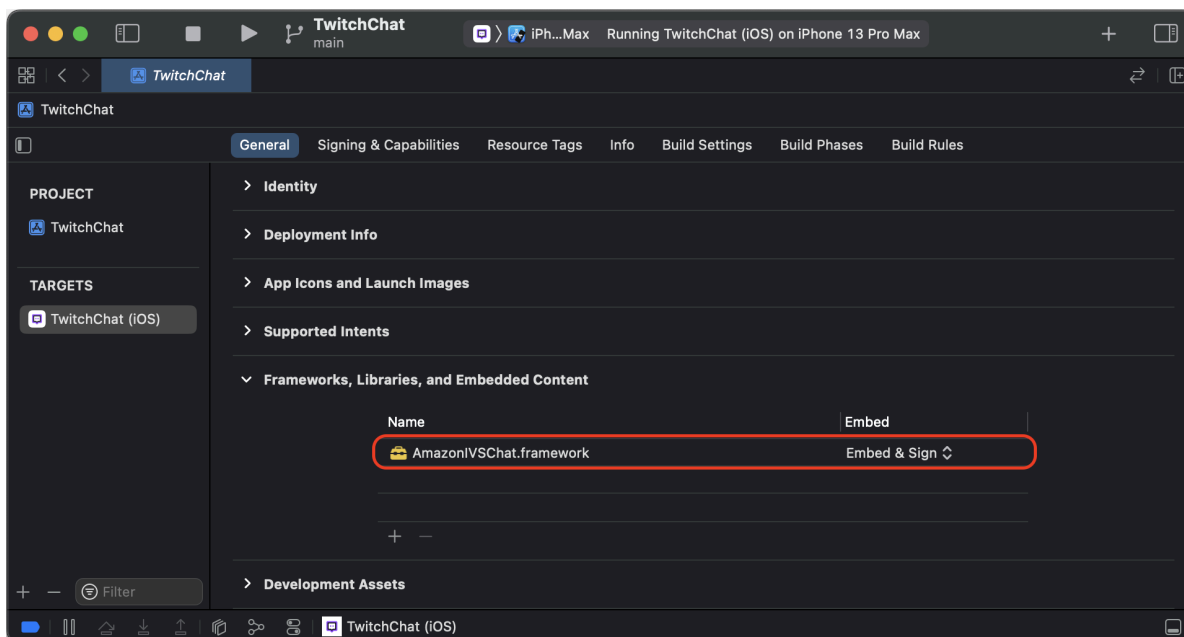 TwitchChat
main
iPh...Max Running TwitchChat (iOS) on iPhone 13 Pro Max
TwitchChat
TwitchChat
General Signing & Capabilities Resource Tags Info Build Settings Build Phases Build Rules
PROJECT
TwitchChat
TARGETS
TwitchChat (iOS)
Filter
Identity
Deployment Info
App Icons and Launch Images
Supported Intents
Frameworks, Libraries, and Embedded Content
Name Embed
AmazonIVSChat.framework Embed & Sign
Development Assets
TwitchChat (iOS)